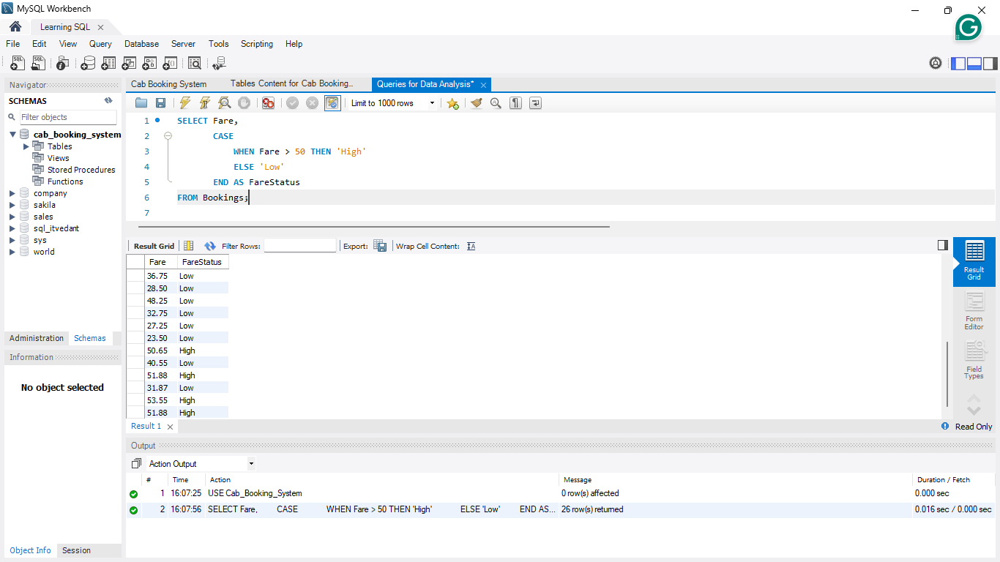 MySQL Workbench
Learning SQL
File Edit View Query Database Server Tools Scripting Help
Navigator
SCHEMAS
Filter objects
cab_booking_system
Tables
Views
Stored Procedures
Functions
company
sakila
sales
sql_itvedant
sys
world
Administration Schemas
Information
No object selected
Object Info Session
Cab Booking System Tables Content for Cab Booking... Queries for Data Analysis*
Limit to 1000 rows
1 SELECT Fare,
2 CASE
3 WHEN Fare > 50 THEN 'High'
4 ELSE 'Low'
5 END AS FareStatus
6 FROM Bookings;
7
Result Grid Filter Rows: Export: Wrap Cell Content:
Fare FareStatus
36.75 Low
28.50 Low
48.25 Low
32.75 Low
27.25 Low
23.50 Low
50.65 High
40.55 Low
51.88 High
31.87 Low
53.55 High
51.88 High
Result Grid
Form Editor
Field Types
Result 1
Read Only
Output
Action Output
# Time Action Message Duration / Fetch
1 16:07:25 USE Cab_Booking_System 0 row(s) affected 0.000 sec
2 16:07:56 SELECT Fare, CASE WHEN Fare > 50 THEN 'High' ELSE 'Low' END AS... 26 row(s) returned 0.016 sec / 0.000 sec